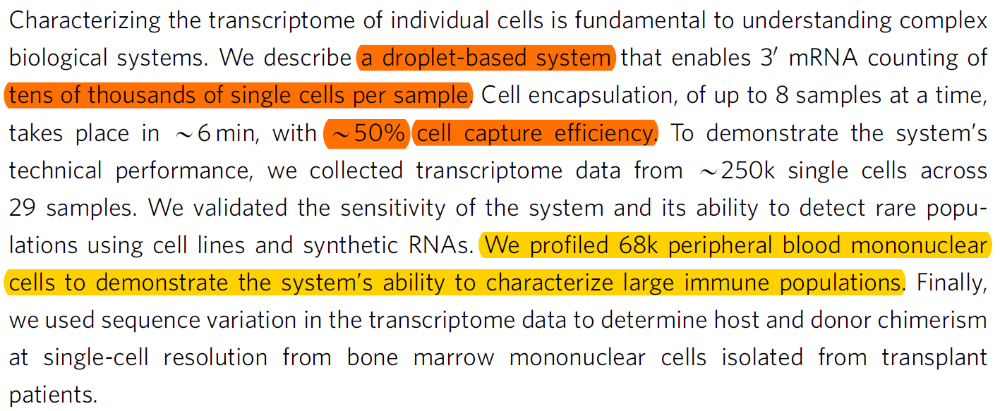 Characterizing the transcriptome of individual cells is fundamental to understanding complex
biological systems. We describe a droplet-based system that enables 3′ mRNA counting of
tens of thousands of single cells per sample. Cell encapsulation, of up to 8 samples at a time,
takes place in ∼6 min, with ∼50% cell capture efficiency. To demonstrate the system’s
technical performance, we collected transcriptome data from ∼250k single cells across
29 samples. We validated the sensitivity of the system and its ability to detect rare popu-
lations using cell lines and synthetic RNAs. We profiled 68k peripheral blood mononuclear
cells to demonstrate the system’s ability to characterize large immune populations. Finally,
we used sequence variation in the transcriptome data to determine host and donor chimerism
at single-cell resolution from bone marrow mononuclear cells isolated from transplant
patients.